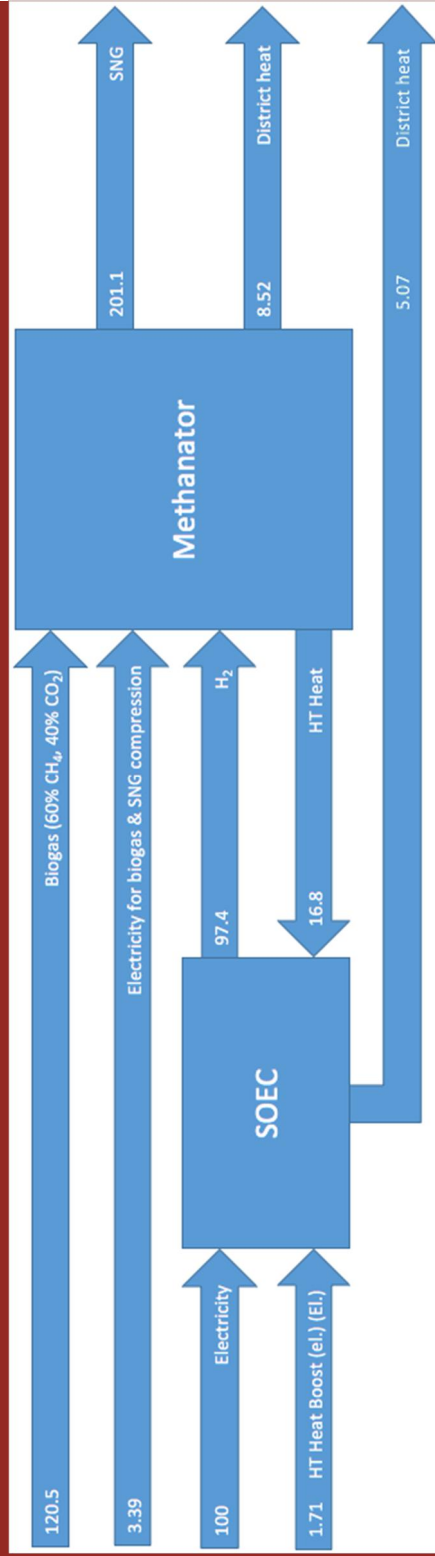 120.5 Biogas (60% CH₄, 40% CO₂)
3.39 Electricity for biogas & SNG compression
100 Electricity
1.71 HT Heat Boost (el.) (El.)
SOEC
97.4 H₂
16.8 HT Heat
Methanator
201.1 SNG
8.52 District heat
5.07 District heat